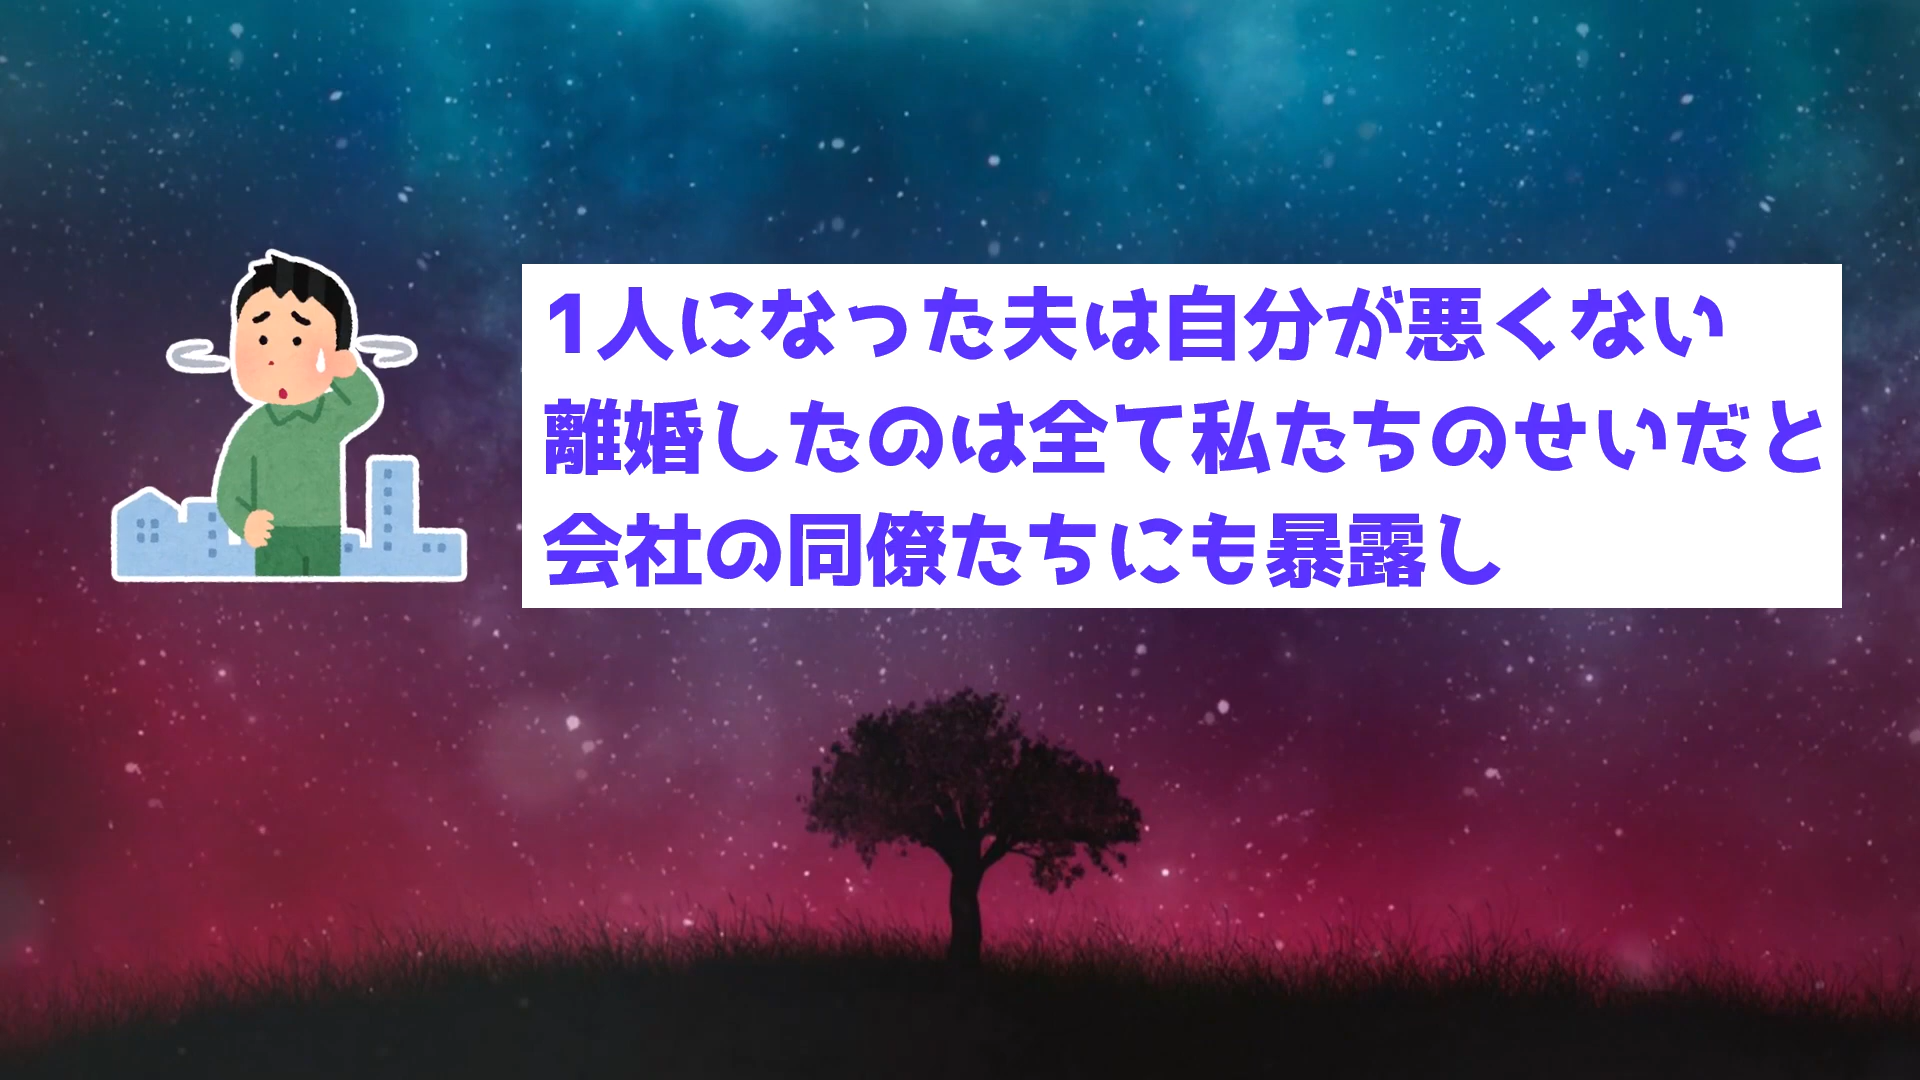 1人になった夫は自分が悪くない
離婚したのは全て私たちのせいだと
会社の同僚たちにも暴露し